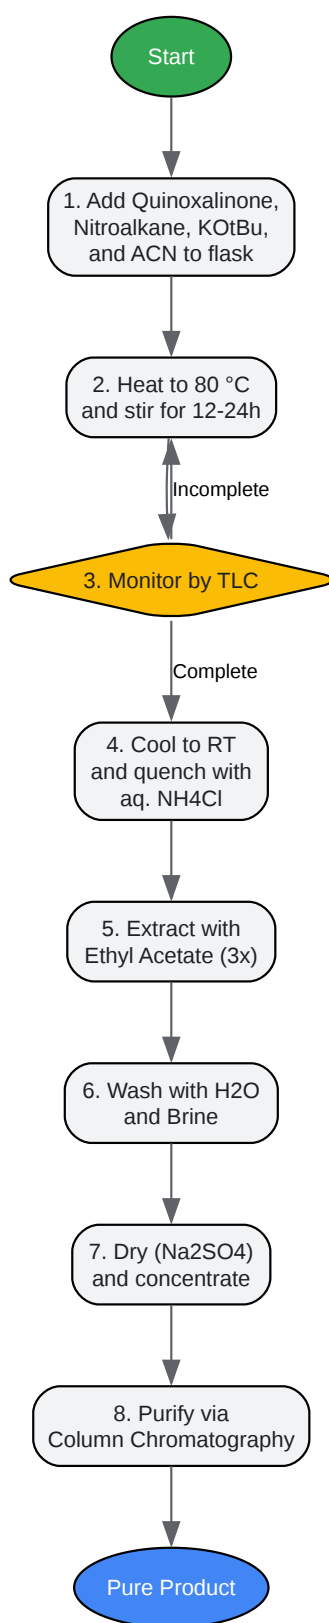 Start
1. Add Quinoxalinone,
Nitroalkane, KOtBu,
and ACN to flask
2. Heat to 80 °C
and stir for 12-24h
Incomplete
3. Monitor by TLC
Complete
4. Cool to RT
and quench with
aq. NH4Cl
5. Extract with
Ethyl Acetate (3x)
6. Wash with H2O
and Brine
7. Dry (Na2SO4)
and concentrate
8. Purify via
Column Chromatography
Pure Product